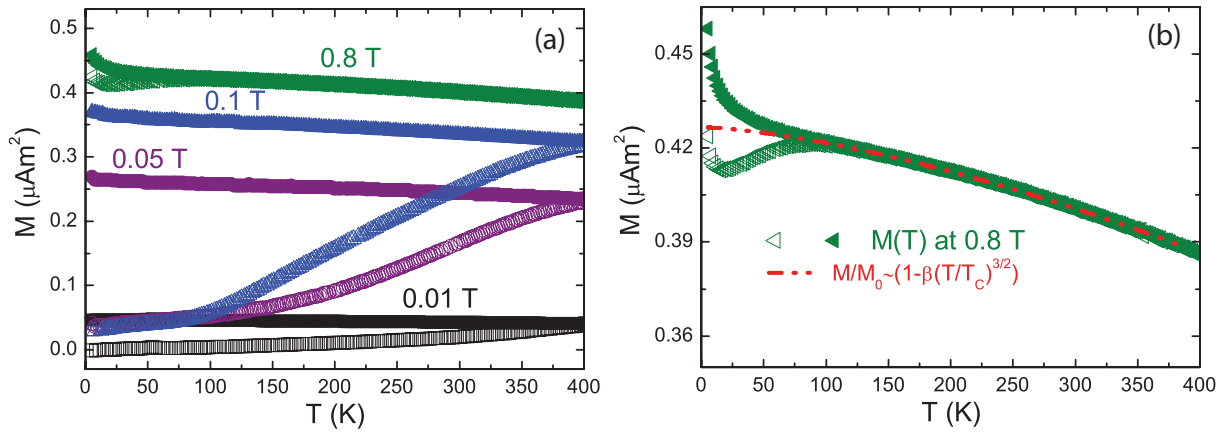 (a)
0.8 T
0.1 T
0.05 T
0.01 T
M (μAm²)
0.5
0.4
0.3
0.2
0.1
0.0
0 50 100 150 200 250 300 350 400
T (K)
(b)
M (μAm²)
0.45
0.42
0.39
0.36
M(T) at 0.8 T
M/M₀~(1-β(T/T_C)^3/2)
0 50 100 150 200 250 300 350 400
T (K)